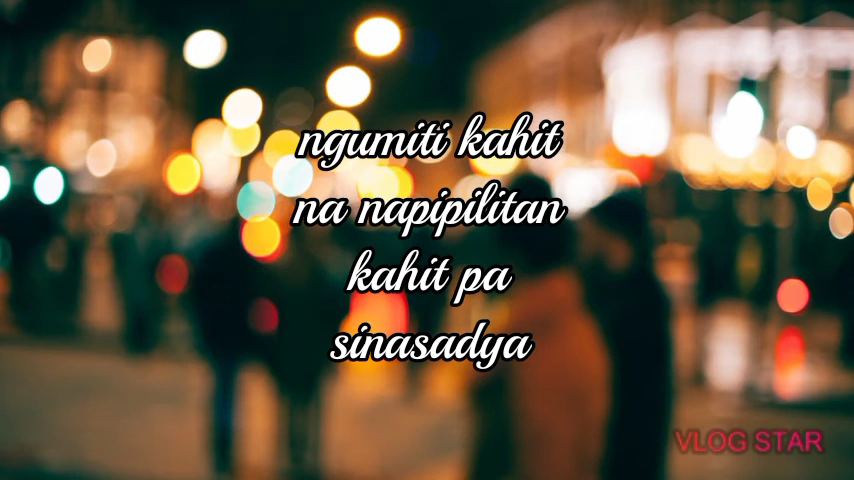 ngumiti kahit
na napipilitan
kahit pa
sinasadya
VLOG STAR